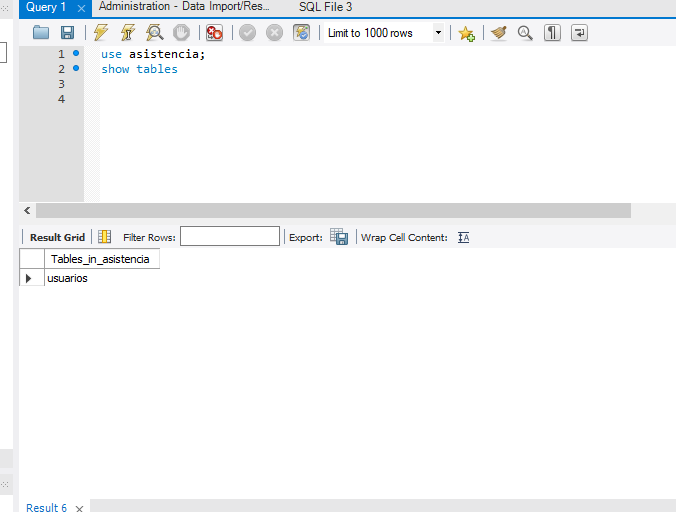 Query 1 Administration - Data Import/Res... SQL File 3
Limit to 1000 rows
1 use asistencia;
2 show tables
3
4
Result Grid Filter Rows: Export: Wrap Cell Content:
Tables_in_asistencia
usuarios
Result 6